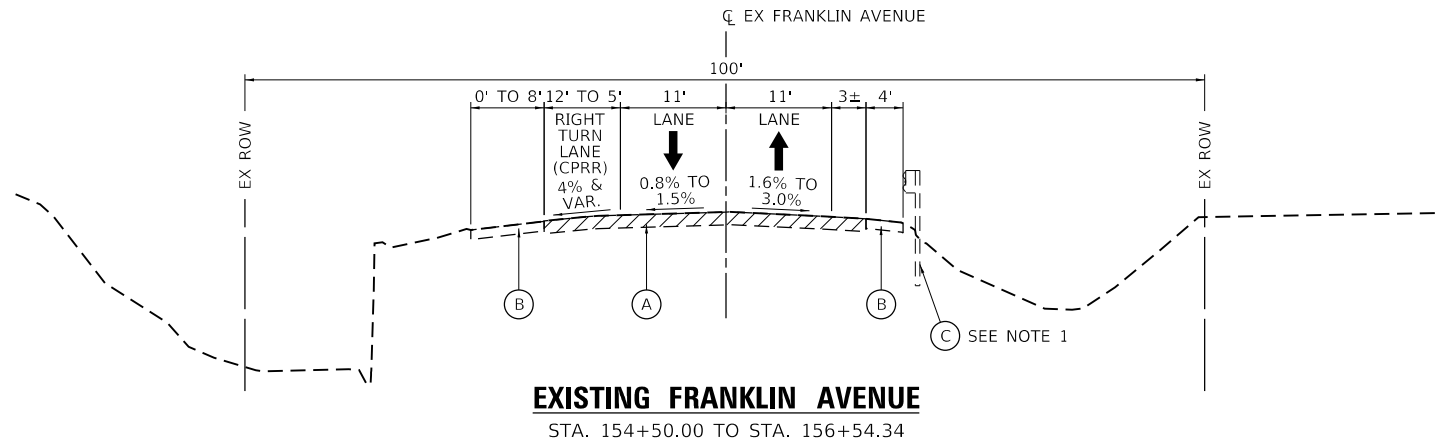 ℄ EX FRANKLIN AVENUE
100'
0' TO 8' 12' TO 5' 11' 11' 3± 4'
RIGHT
TURN
LANE
(CPRR)
4% &
VAR.
LANE
0.8% TO
1.5%
LANE
1.6% TO
3.0%
EX ROW
EX ROW
B
A
B
C SEE NOTE 1
EXISTING FRANKLIN AVENUE
STA. 154+50.00 TO STA. 156+54.34